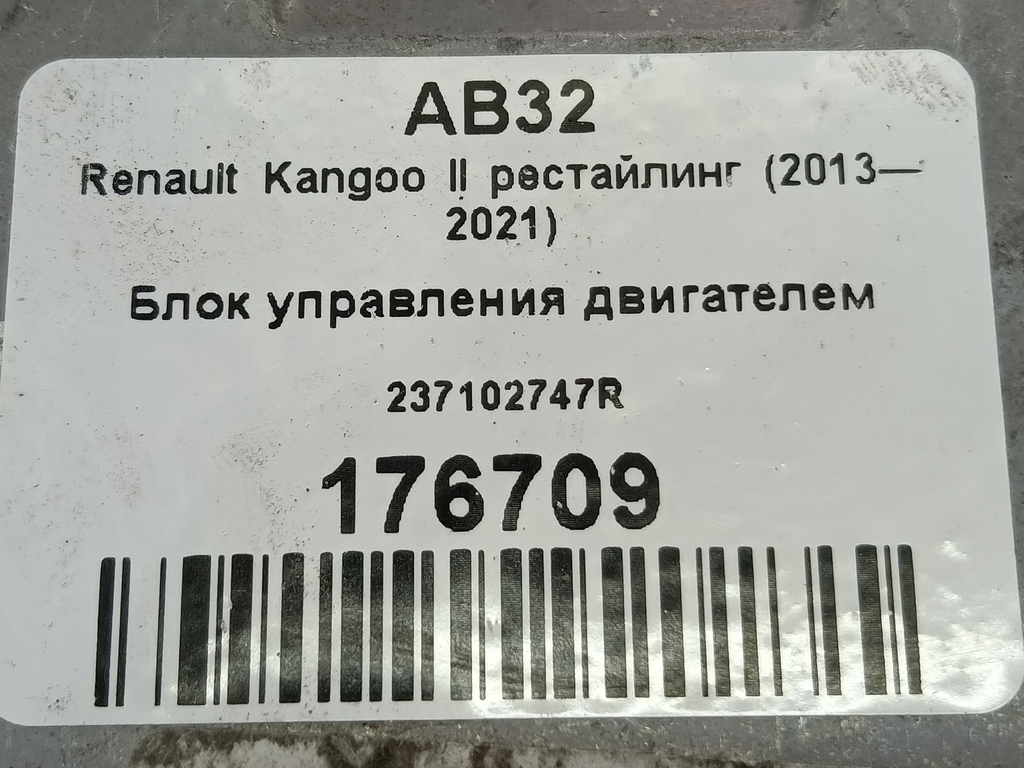 AB32
Renault Kangoo II рестайлинг (2013—
2021)
Блок управления двигателем
237102747R
176709